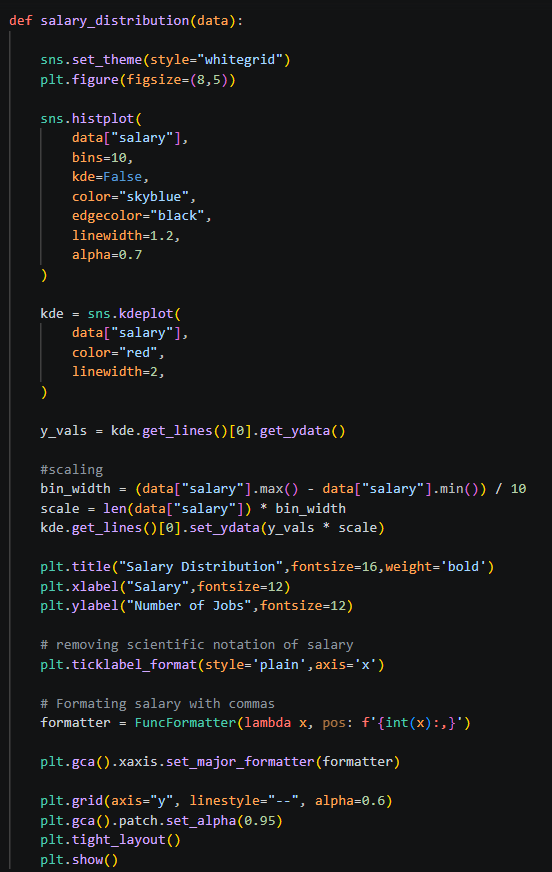 def salary_distribution(data):
sns.set_theme(style="whitegrid")
plt.figure(figsize=(8,5))
sns.histplot(
data["salary"],
bins=10,
kde=False,
color="skyblue",
edgecolor="black",
linewidth=1.2,
alpha=0.7
)
kde = sns.kdeplot(
data["salary"],
color="red",
linewidth=2,
)
y_vals = kde.get_lines()[0].get_ydata()
#scaling
bin_width = (data["salary"].max() - data["salary"].min()) / 10
scale = len(data["salary"]) * bin_width
kde.get_lines()[0].set_ydata(y_vals * scale)
plt.title("Salary Distribution",fontsize=16,weight='bold')
plt.xlabel("Salary",fontsize=12)
plt.ylabel("Number of Jobs",fontsize=12)
# removing scientific notation of salary
plt.ticklabel_format(style='plain',axis='x')
# Formating salary with commas
formatter = FuncFormatter(lambda x, pos: f'{int(x):,}')
plt.gca().xaxis.set_major_formatter(formatter)
plt.grid(axis="y", linestyle="--", alpha=0.6)
plt.gca().patch.set_alpha(0.95)
plt.tight_layout()
plt.show()